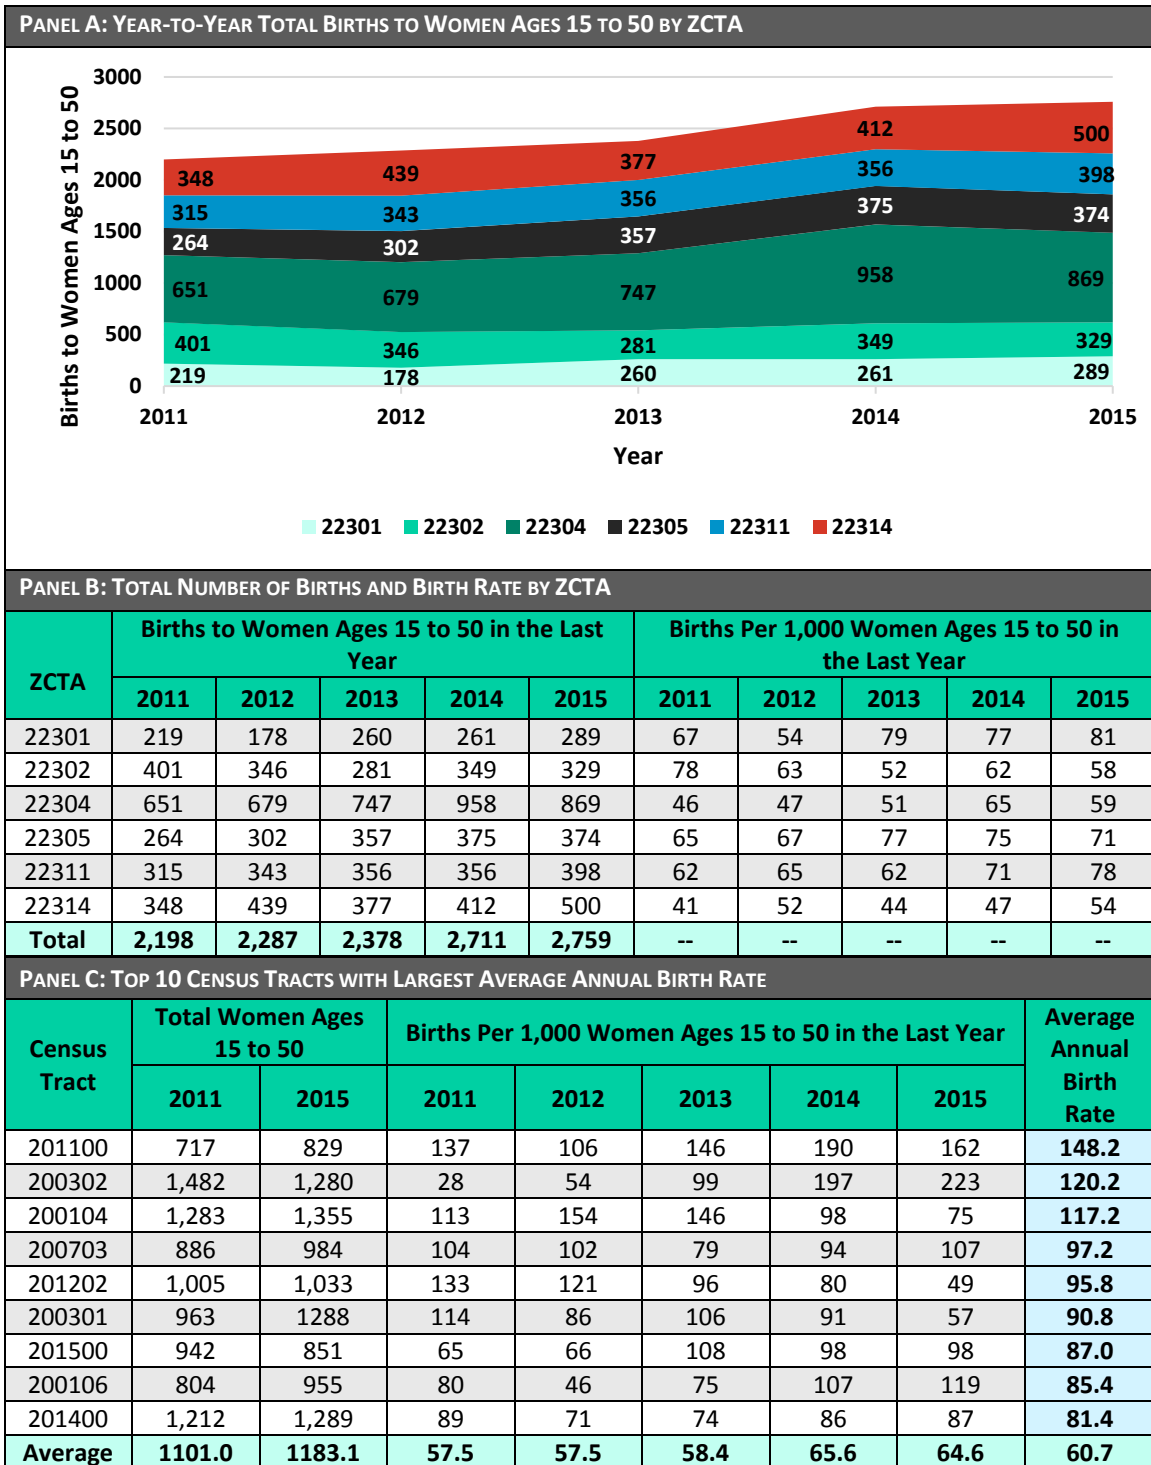 PANEL A: YEAR-TO-YEAR TOTAL BIRTHS TO WOMEN AGES 15 TO 50 BY ZCTA
Births to Women Ages 15 to 50
3000
2500
2000
1500
1000
500
0
348 439 377 412 500
315 343 356 356 398
264 302 357 375 374
651 679 747 958 869
401 346 281 349 329
219 178 260 261 289
2011 2012 2013 2014 2015
Year
22301 22302 22304 22305 22311 22314
PANEL B: TOTAL NUMBER OF BIRTHS AND BIRTH RATE BY ZCTA
ZCTA
Births to Women Ages 15 to 50 in the Last
Year
Births Per 1,000 Women Ages 15 to 50 in
the Last Year
2011 2012 2013 2014 2015 2011 2012 2013 2014 2015
22301 219 178 260 261 289 67 54 79 77 81
22302 401 346 281 349 329 78 63 52 62 58
22304 651 679 747 958 869 46 47 51 65 59
22305 264 302 357 375 374 65 67 77 75 71
22311 315 343 356 356 398 62 65 62 71 78
22314 348 439 377 412 500 41 52 44 47 54
Total 2,198 2,287 2,378 2,711 2,759 -- -- -- -- --
PANEL C: TOP 10 CENSUS TRACTS WITH LARGEST AVERAGE ANNUAL BIRTH RATE
Census
Tract
Total Women Ages
15 to 50
Births Per 1,000 Women Ages 15 to 50 in the Last Year
Average
Annual
Birth
Rate
2011 2015 2011 2012 2013 2014 2015
201100 717 829 137 106 146 190 162 148.2
200302 1,482 1,280 28 54 99 197 223 120.2
200104 1,283 1,355 113 154 146 98 75 117.2
200703 886 984 104 102 79 94 107 97.2
201202 1,005 1,033 133 121 96 80 49 95.8
200301 963 1288 114 86 106 91 57 90.8
201500 942 851 65 66 108 98 98 87.0
200106 804 955 80 46 75 107 119 85.4
201400 1,212 1,289 89 71 74 86 87 81.4
Average 1101.0 1183.1 57.5 57.5 58.4 65.6 64.6 60.7